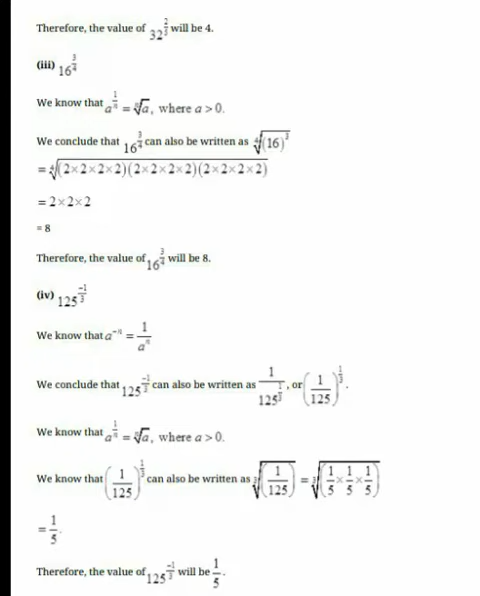 Therefore, the value of 32^(2/5) will be 4.
(iii) 16^(3/4)
We know that a^(1/n) = ⁿ√a, where a > 0.
We conclude that 16^(3/4) can also be written as ⁴√(16)³
= ⁴√(2×2×2×2)(2×2×2×2)(2×2×2×2)
= 2×2×2
= 8
Therefore, the value of 16^(3/4) will be 8.
(iv) 125^(-1/3)
We know that a^(-n) = 1/a^n
We conclude that 125^(-1/3) can also be written as 1/125^(1/3), or (1/125)^(1/3).
We know that a^(1/n) = ⁿ√a, where a > 0.
We know that (1/125)^(1/3) can also be written as ³√(1/125) = ³√(1/5 × 1/5 × 1/5)
= 1/5.
Therefore, the value of 125^(-1/3) will be 1/5.